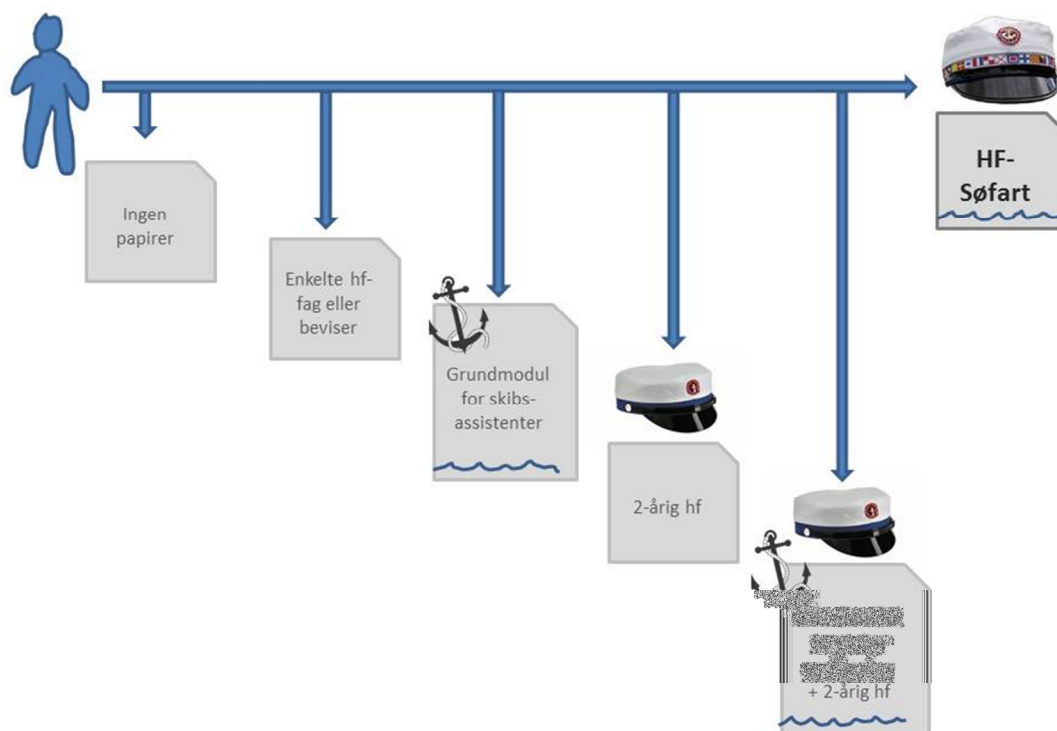 HF-
Søfart
Ingen
papirer
Enkelte hf-
fag eller
beviser
Grundmodul
for skibs-
assistenter
2-årig hf
+ 2-årig hf